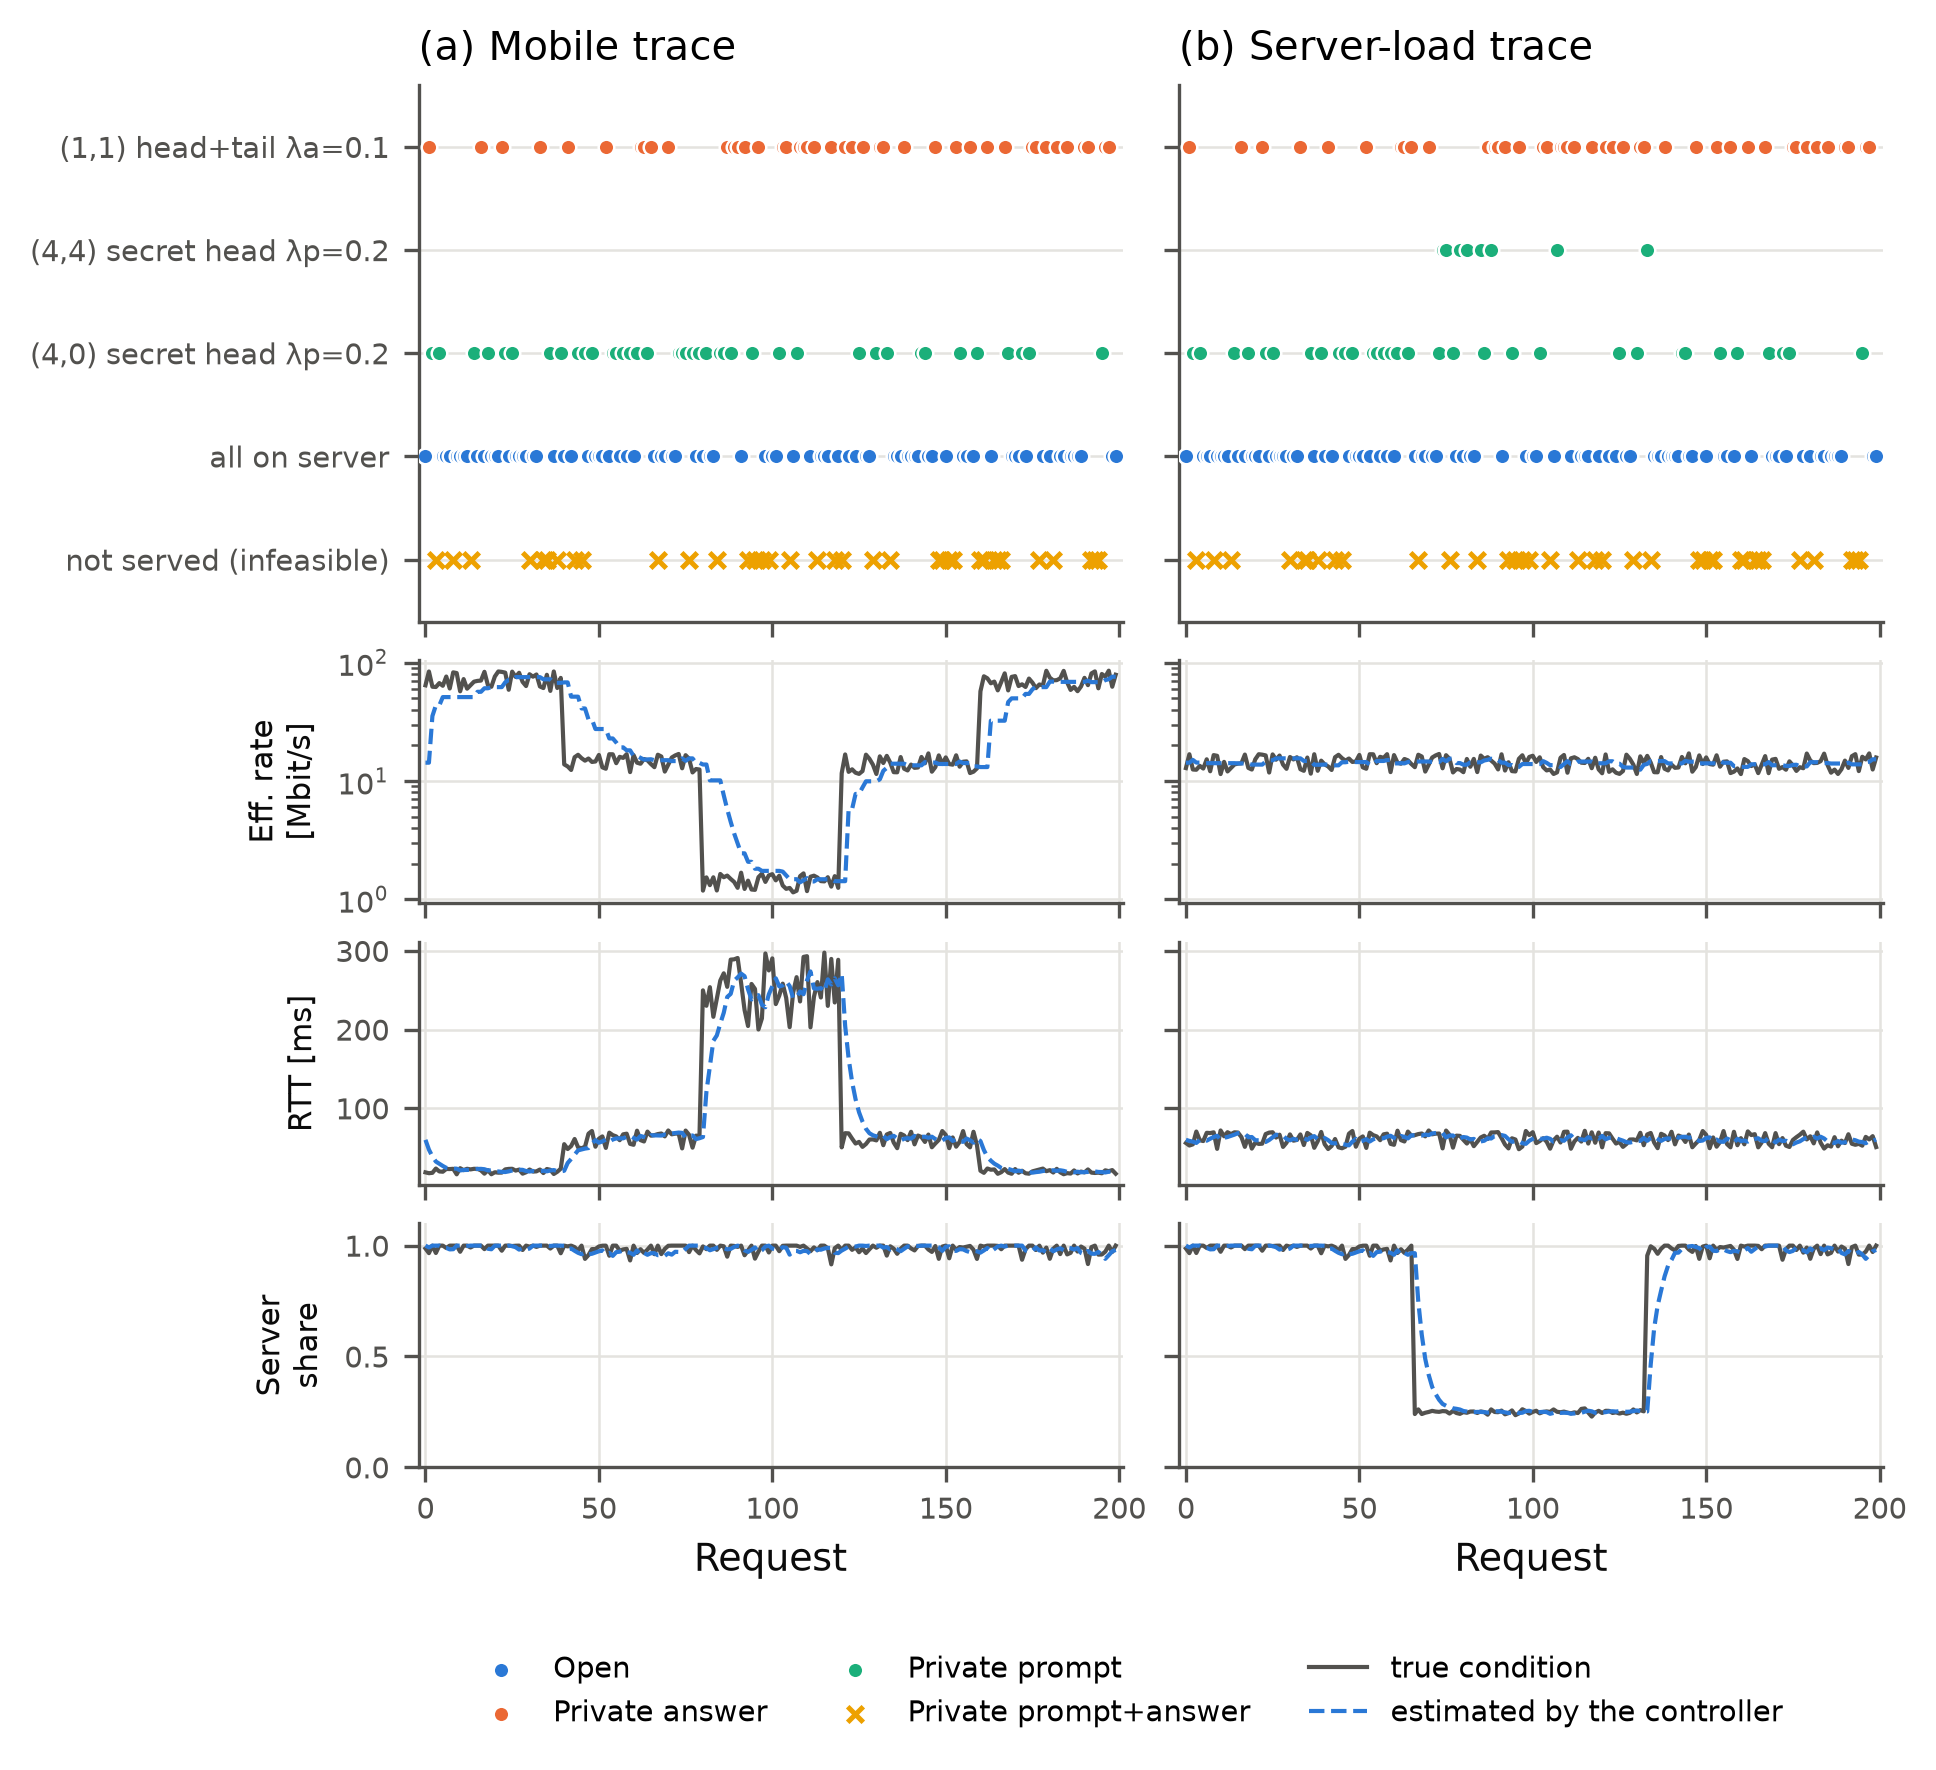 (a) Mobile trace
(b) Server-load trace
(1,1) head+tail λa=0.1
(4,4) secret head λp=0.2
(4,0) secret head λp=0.2
all on server
not served (infeasible)
Eff. rate
[Mbit/s]
10²
10¹
10⁰
RTT [ms]
300
200
100
Server
share
1.0
0.5
0.0
0 50 100 150 200
0 50 100 150 200
Request
Request
Open
Private answer
Private prompt
Private prompt+answer
true condition
estimated by the controller